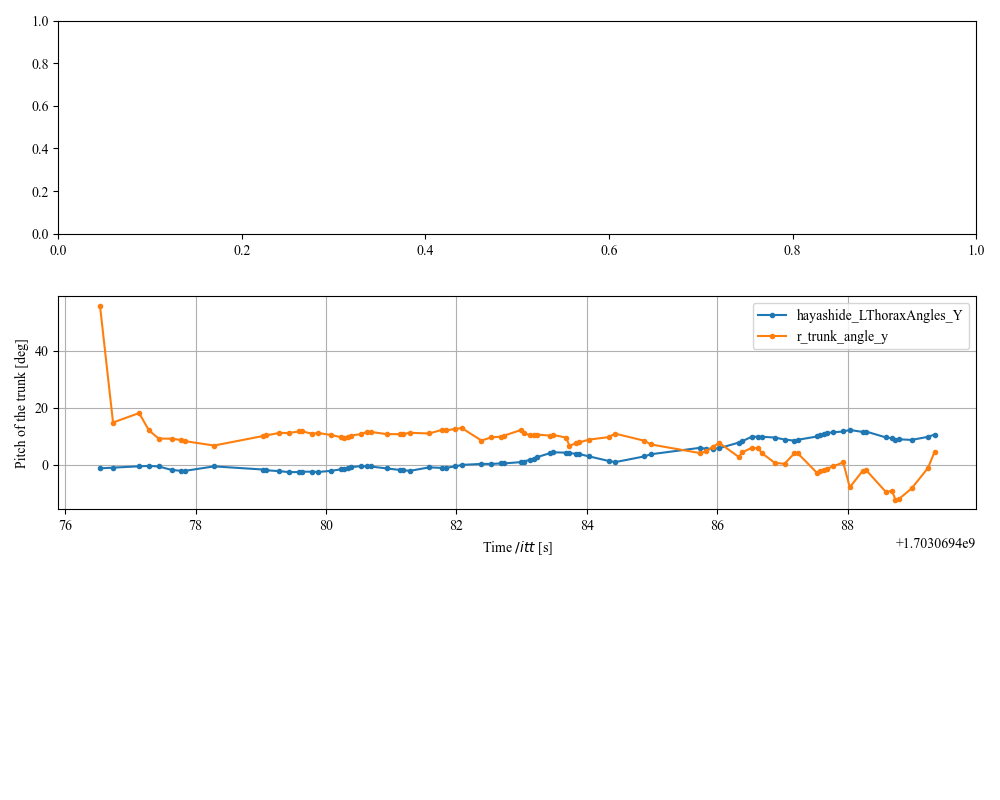 1.0
0.8
0.6
0.4
0.2
0.0
0.0 0.2 0.4 0.6 0.8 1.0
hayashide_LThoraxAngles_Y
r_trunk_angle_y
Pitch of the trunk [deg]
40
20
0
76 78 80 82 84 86 88
+1.7030694e9
Time /itt [s]